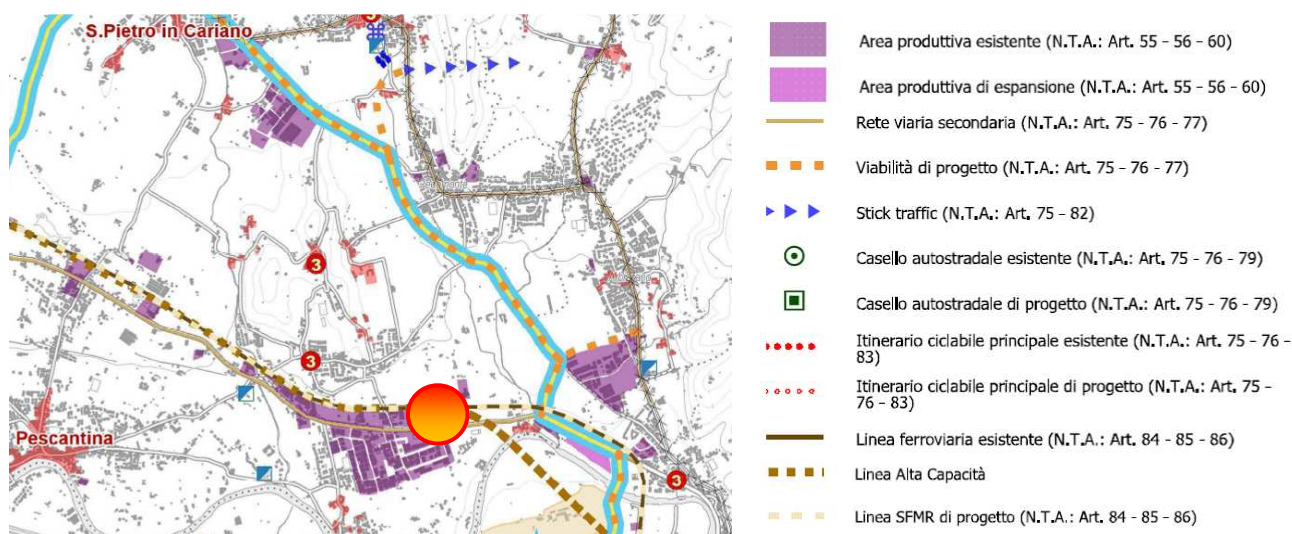 S.Pietro in Cariano
3
3
3
Pescantina
Area produttiva esistente (N.T.A.: Art. 55 - 56 - 60)
Area produttiva di espansione (N.T.A.: Art. 55 - 56 - 60)
Rete viaria secondaria (N.T.A.: Art. 75 - 76 - 77)
Viabilità di progetto (N.T.A.: Art. 75 - 76 - 77)
Stick traffic (N.T.A.: Art. 75 - 82)
Casello autostradale esistente (N.T.A.: Art. 75 - 76 - 79)
Casello autostradale di progetto (N.T.A.: Art. 75 - 76 - 79)
Itinerario ciclabile principale esistente (N.T.A.: Art. 75 - 76 -
83)
Itinerario ciclabile principale di progetto (N.T.A.: Art. 75 -
76 - 83)
Linea ferroviaria esistente (N.T.A.: Art. 84 - 85 - 86)
Linea Alta Capacità
Linea SFMR di progetto (N.T.A.: Art. 84 - 85 - 86)